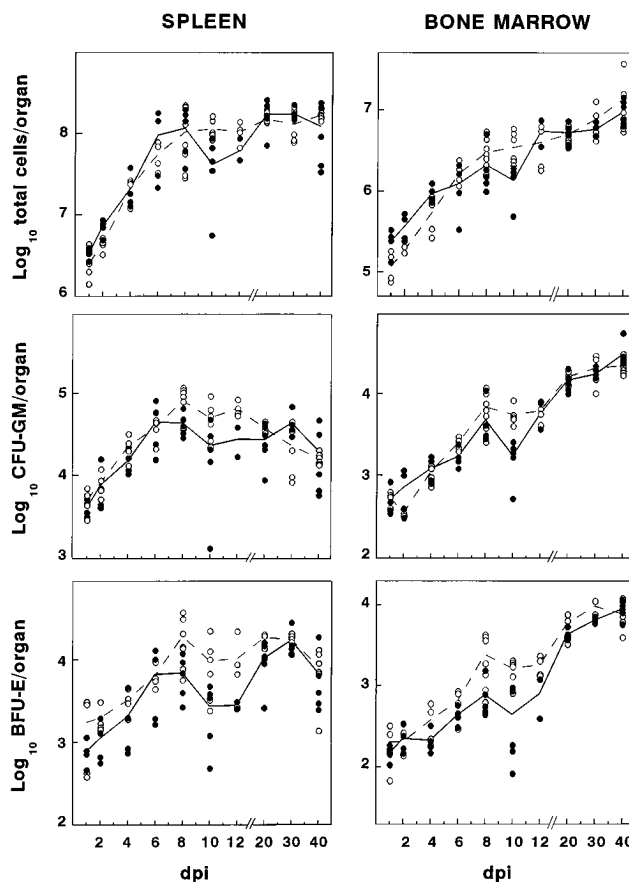 SPLEEN
BONE MARROW
Log10 total cells/organ
8
7
6
7
6
5
Log10 CFU-GM/organ
5
4
3
4
3
2
Log10 BFU-E/organ
4
3
2
4
3
2
2 4 6 8 10 12 20 30 40
2 4 6 8 10 12 20 30 40
dpi
dpi